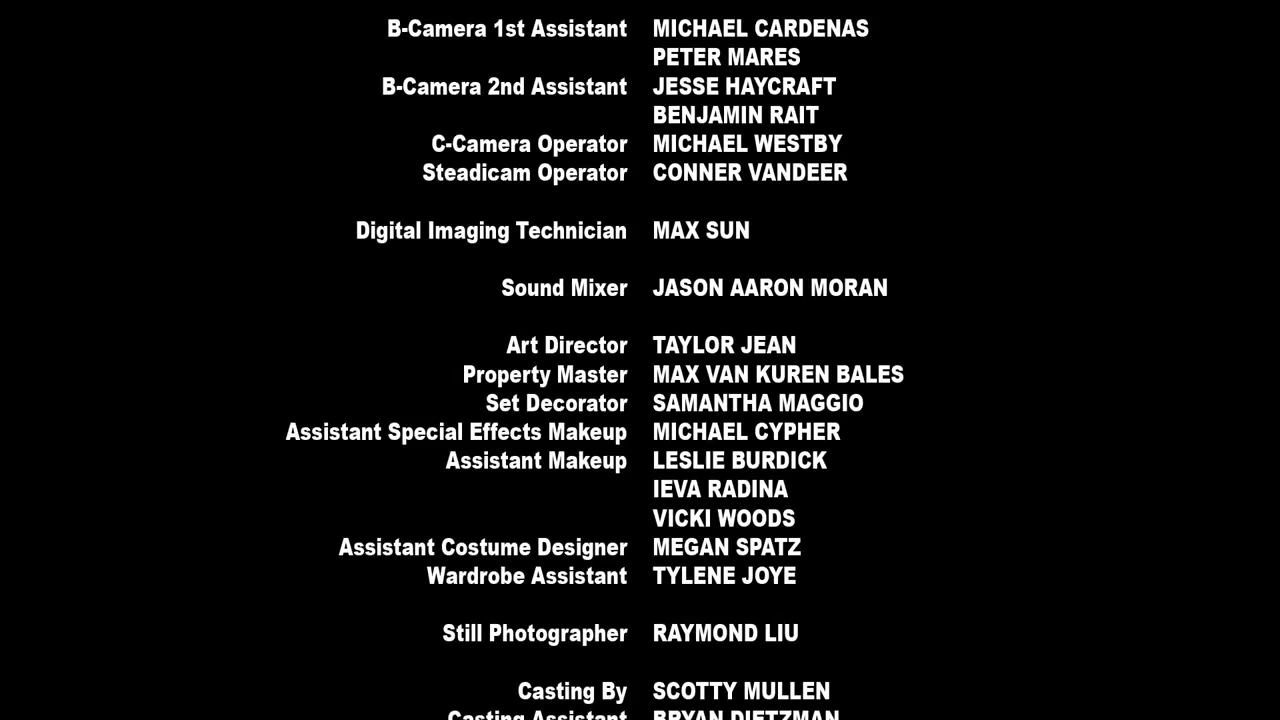 B-Camera 1st Assistant MICHAEL CARDENAS
PETER MARES
B-Camera 2nd Assistant JESSE HAYCRAFT
BENJAMIN RAIT
C-Camera Operator MICHAEL WESTBY
Steadicam Operator CONNER VANDEER
Digital Imaging Technician MAX SUN
Sound Mixer JASON AARON MORAN
Art Director TAYLOR JEAN
Property Master MAX VAN KUREN BALES
Set Decorator SAMANTHA MAGGIO
Assistant Special Effects Makeup MICHAEL CYPHER
Assistant Makeup LESLIE BURDICK
IEVA RADINA
VICKI WOODS
Assistant Costume Designer MEGAN SPATZ
Wardrobe Assistant TYLENE JOYE
Still Photographer RAYMOND LIU
Casting By SCOTTY MULLEN
Casting Assistant BRYAN DIETZMAN